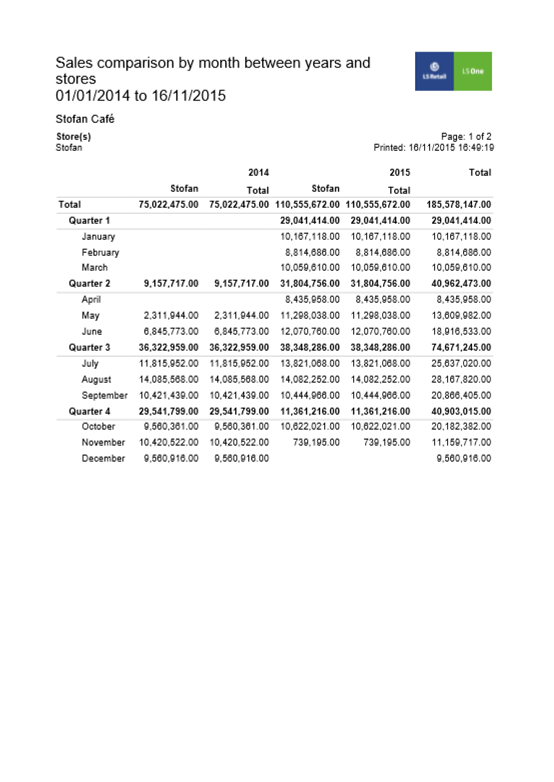 Sales comparison by month between years and
stores
01/01/2014 to 16/11/2015
LS Retail
LS One
Stofan Café
Store(s)
Page: 1 of 2
Stofan
Printed: 16/11/2015 16:49:19
2014 2015 Total
Stofan Total Stofan Total
Total 75,022,475.00 75,022,475.00 110,555,672.00 110,555,672.00 185,578,147.00
Quarter 1 29,041,414.00 29,041,414.00 29,041,414.00
January 10,167,118.00 10,167,118.00 10,167,118.00
February 8,814,686.00 8,814,686.00 8,814,686.00
March 10,059,610.00 10,059,610.00 10,059,610.00
Quarter 2 9,157,717.00 9,157,717.00 31,804,756.00 31,804,756.00 40,962,473.00
April 8,435,958.00 8,435,958.00 8,435,958.00
May 2,311,944.00 2,311,944.00 11,298,038.00 11,298,038.00 13,609,982.00
June 6,845,773.00 6,845,773.00 12,070,760.00 12,070,760.00 18,916,533.00
Quarter 3 36,322,959.00 36,322,959.00 38,348,286.00 38,348,286.00 74,671,245.00
July 11,815,952.00 11,815,952.00 13,821,068.00 13,821,068.00 25,637,020.00
August 14,085,568.00 14,085,568.00 14,082,252.00 14,082,252.00 28,167,820.00
September 10,421,439.00 10,421,439.00 10,444,966.00 10,444,966.00 20,866,405.00
Quarter 4 29,541,799.00 29,541,799.00 11,361,216.00 11,361,216.00 40,903,015.00
October 9,560,361.00 9,560,361.00 10,622,021.00 10,622,021.00 20,182,382.00
November 10,420,522.00 10,420,522.00 739,195.00 739,195.00 11,159,717.00
December 9,560,916.00 9,560,916.00 9,560,916.00